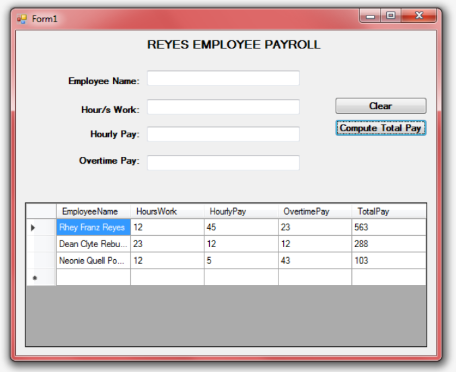 Form1
REYES EMPLOYEE PAYROLL
Employee Name:
Hour/s Work:
Clear
Hourly Pay:
Compute Total Pay
Overtime Pay:
EmployeeName HoursWork HourlyPay OvertimePay TotalPay
Rhey Franz Reyes 12 45 23 563
Dean Clyte Rebu... 23 12 12 288
Neonie Quell Po... 12 5 43 103